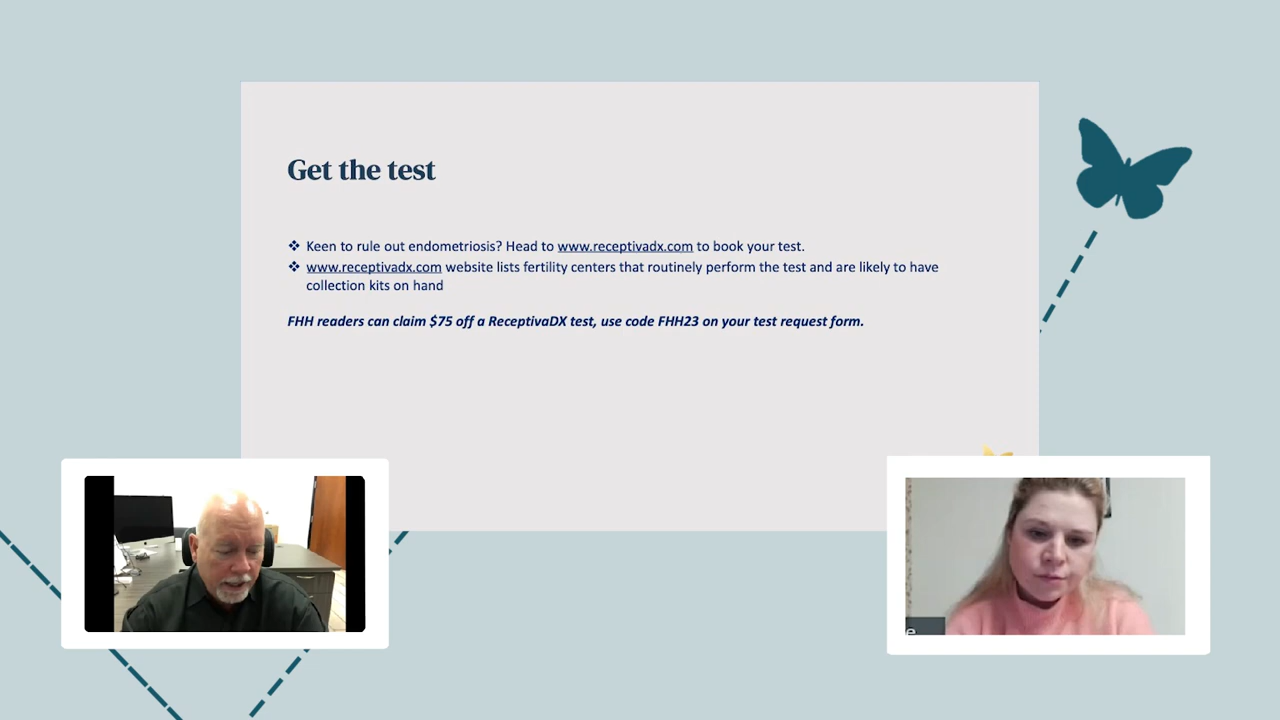 Get the test
❖ Keen to rule out endometriosis? Head to www.receptivadx.com to book your test.
❖ www.receptivadx.com website lists fertility centers that routinely perform the test and are likely to have
collection kits on hand
FHH readers can claim $75 off a ReceptivaDX test, use code FHH23 on your test request form.
e